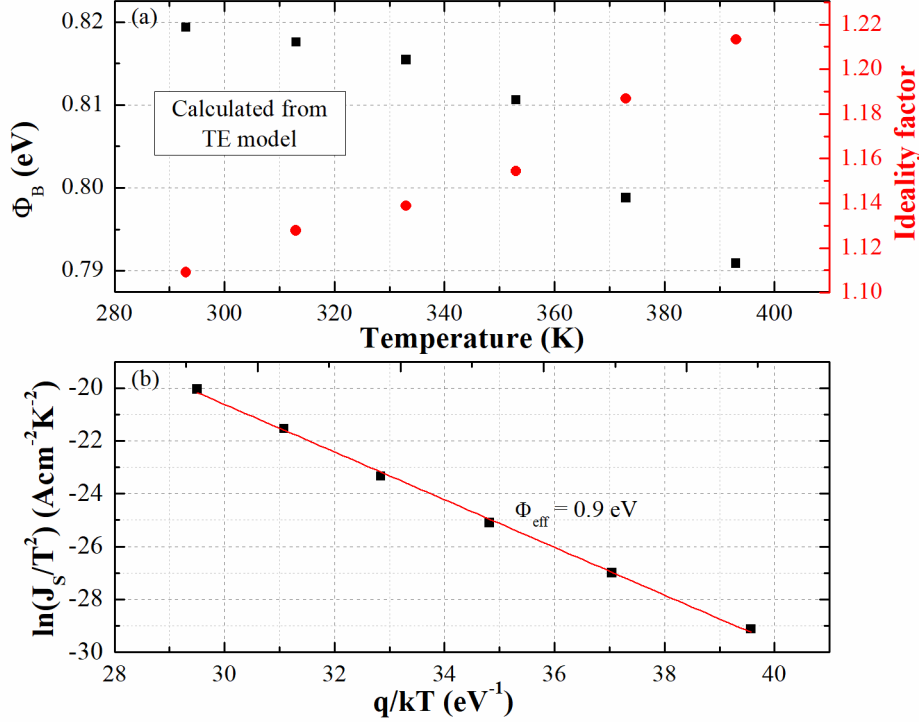 (a)
0.82
0.81
0.80
0.79
Φ_B (eV)
Calculated from
TE model
1.22
1.20
1.18
1.16
1.14
1.12
1.10
Ideality factor
280 300 320 340 360 380 400
Temperature (K)
(b)
-20
-22
-24
-26
-28
-30
ln(J_S/T²) (Acm⁻²K⁻²)
Φ_eff = 0.9 eV
28 30 32 34 36 38 40
q/kT (eV⁻¹)